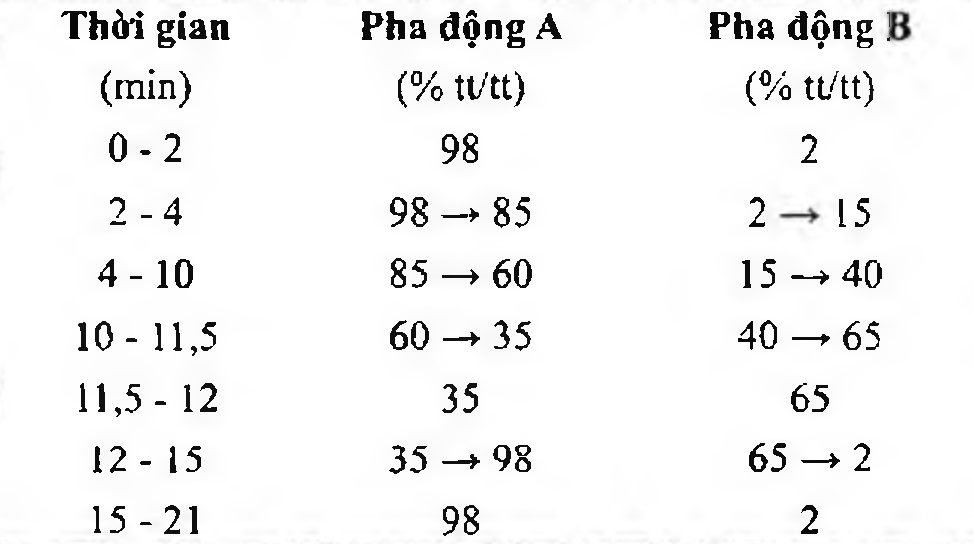 Thời gian Pha động A Pha động B
(min) (% tt/tt) (% tt/tt)
0 - 2 98 2
2 - 4 98 → 85 2 → 15
4 - 10 85 → 60 15 → 40
10 - 11,5 60 → 35 40 → 65
11,5 - 12 35 65
12 - 15 35 → 98 65 → 2
15 - 21 98 2